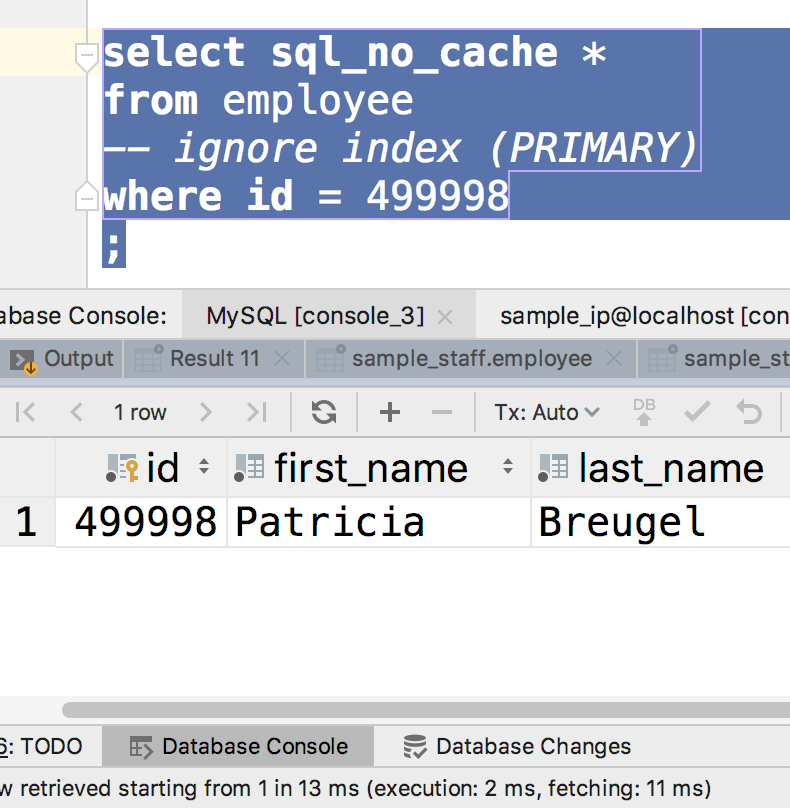 select sql_no_cache *
from employee
-- ignore index (PRIMARY)
where id = 499998
;
abase Console: MySQL [console_3] sample_ip@localhost [con
Output Result 11 sample_staff.employee sample_st
1 row Tx: Auto DB
id first_name last_name
1 499998 Patricia Breugel
6: TODO Database Console Database Changes
w retrieved starting from 1 in 13 ms (execution: 2 ms, fetching: 11 ms)